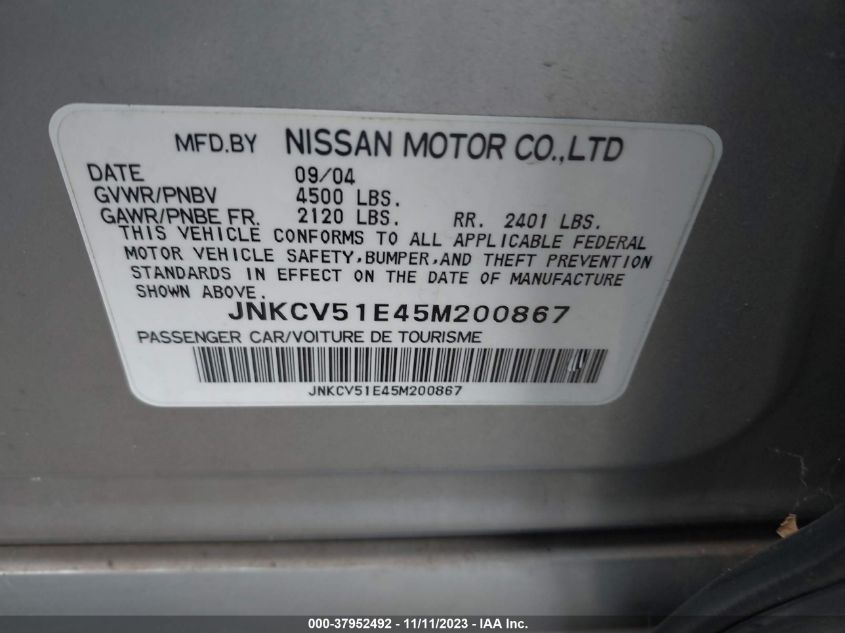 MFD.BY NISSAN MOTOR CO.,LTD
DATE 09/04
GVWR/PNBV 4500 LBS.
GAWR/PNBE FR. 2120 LBS. RR. 2401 LBS.
THIS VEHICLE CONFORMS TO ALL APPLICABLE FEDERAL
MOTOR VEHICLE SAFETY,BUMPER,AND THEFT PREVENTION
STANDARDS IN EFFECT ON THE DATE OF MANUFACTURE
SHOWN ABOVE.
JNKCV51E45M200867
PASSENGER CAR/VOITURE DE TOURISME
JNKCV51E45M200867
000-37952492 - 11/11/2023 - IAA Inc.